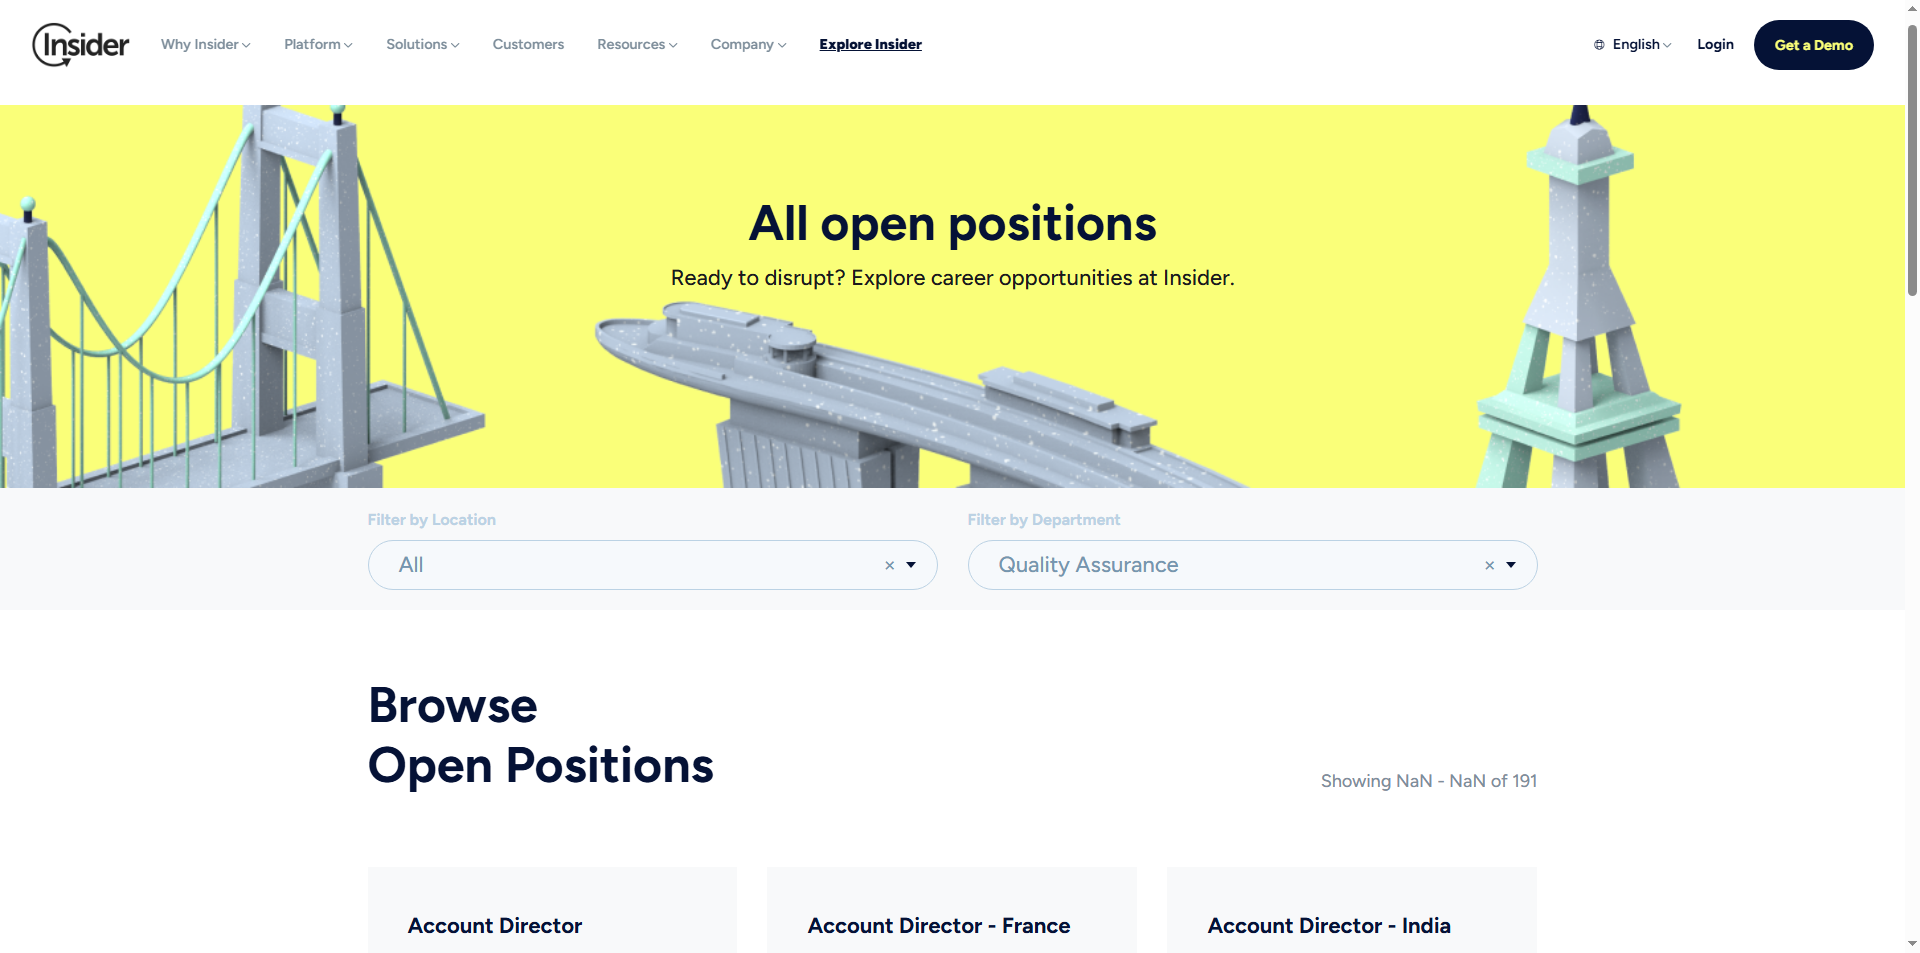 Insider
Why Insider Platform Solutions Customers Resources Company Explore Insider English Login Get a Demo
All open positions
Ready to disrupt? Explore career opportunities at Insider.
Filter by Location Filter by Department
All × Quality Assurance ×
Browse
Open Positions
Showing NaN - NaN of 191
Account Director Account Director - France Account Director - India